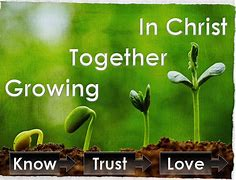 In Christ
Together
Growing
Know Trust Love